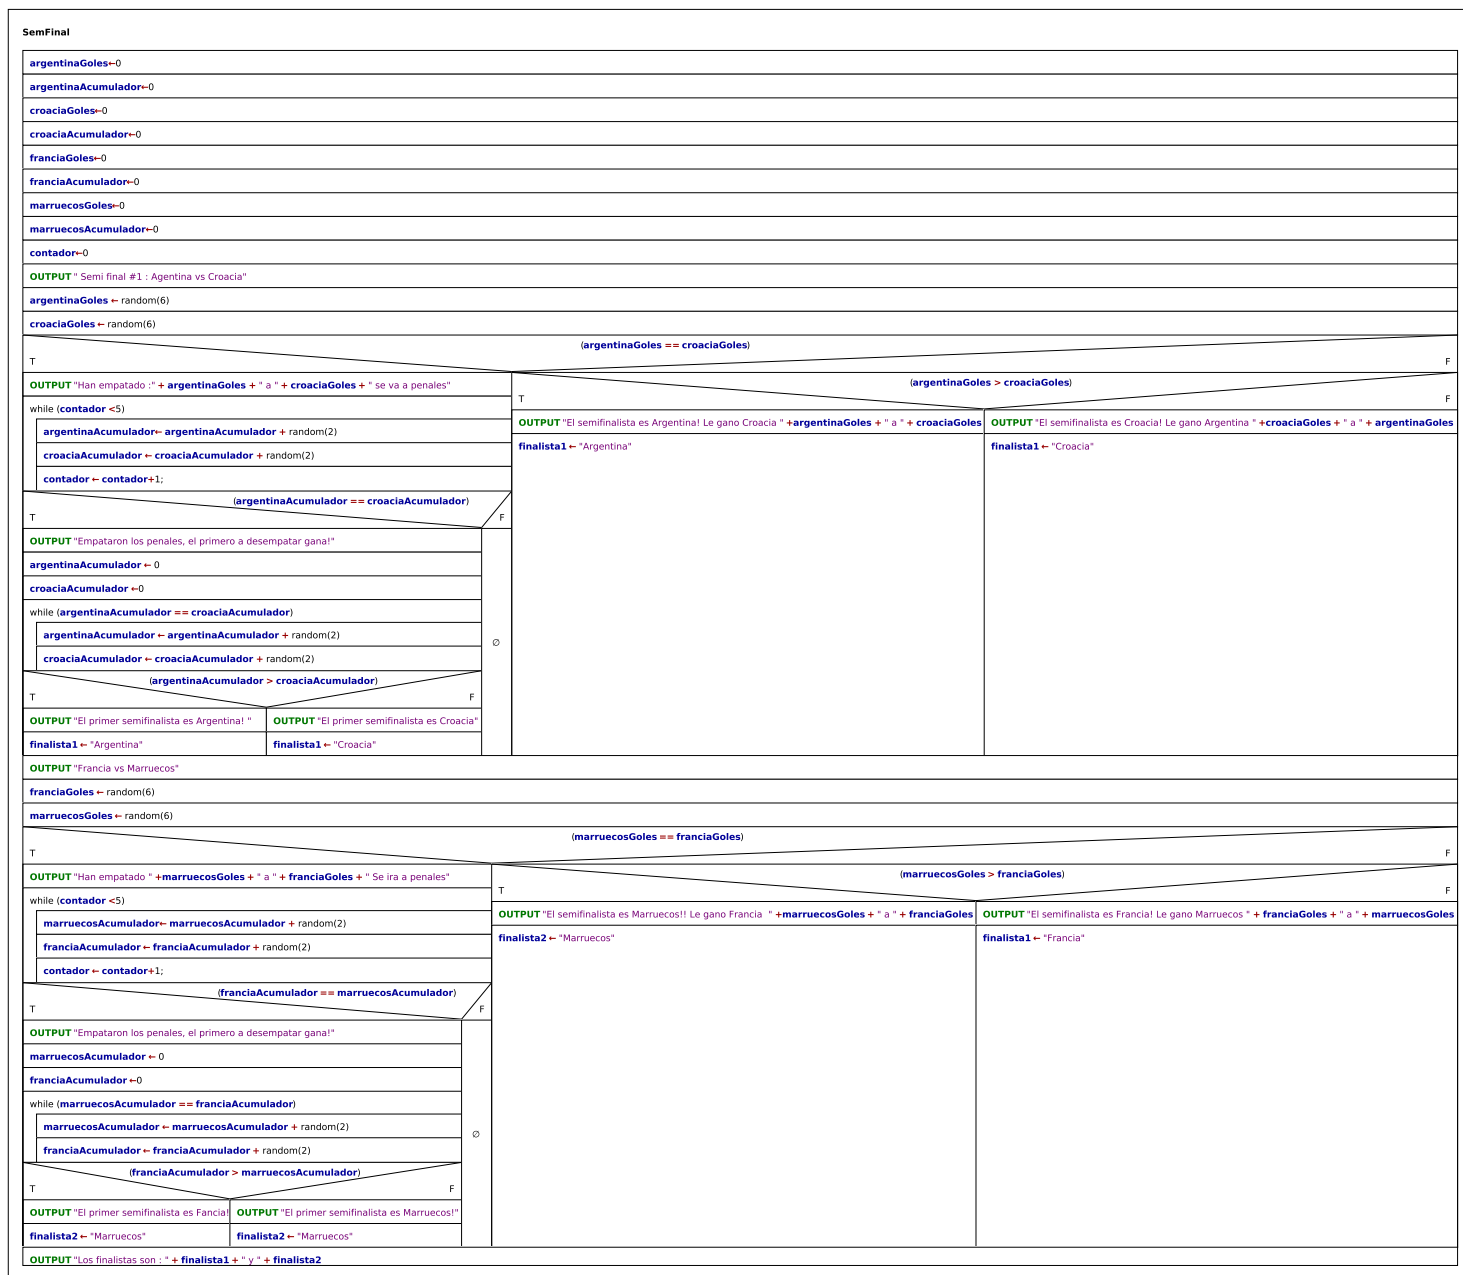 SemFinal
argentinaGoles←0
argentinaAcumulador←0
croaciaGoles←0
croaciaAcumulador←0
franciaGoles←0
franciaAcumulador←0
marruecosGoles←0
marruecosAcumulador←0
contador←0
OUTPUT " Semi final #1 : Agentina vs Croacia"
argentinaGoles ← random(6)
croaciaGoles ← random(6)
(argentinaGoles == croaciaGoles)
T
F
OUTPUT "Han empatado :" + argentinaGoles + " a " + croaciaGoles + " se va a penales"
while (contador <5)
argentinaAcumulador← argentinaAcumulador + random(2)
croaciaAcumulador ← croaciaAcumulador + random(2)
contador ← contador+1;
(argentinaAcumulador == croaciaAcumulador)
T
F
OUTPUT "Empataron los penales, el primero a desempatar gana!"
argentinaAcumulador ← 0
croaciaAcumulador ←0
while (argentinaAcumulador == croaciaAcumulador)
argentinaAcumulador ← argentinaAcumulador + random(2)
croaciaAcumulador ← croaciaAcumulador + random(2)
(argentinaAcumulador > croaciaAcumulador)
T
F
OUTPUT "El primer semifinalista es Argentina! "
finalista1 ← "Argentina"
OUTPUT "El primer semifinalista es Croacia"
finalista1 ← "Croacia"
∅
(argentinaGoles > croaciaGoles)
T
F
OUTPUT "El semifinalista es Argentina! Le gano Croacia " +argentinaGoles + " a " + croaciaGoles
finalista1 ← "Argentina"
OUTPUT "El semifinalista es Croacia! Le gano Argentina " +croaciaGoles + " a " + argentinaGoles
finalista1 ← "Croacia"
OUTPUT "Francia vs Marruecos"
franciaGoles ← random(6)
marruecosGoles ← random(6)
(marruecosGoles == franciaGoles)
T
F
OUTPUT "Han empatado " +marruecosGoles + " a " + franciaGoles + " Se ira a penales"
while (contador <5)
marruecosAcumulador← marruecosAcumulador + random(2)
franciaAcumulador ← franciaAcumulador + random(2)
contador ← contador+1;
(franciaAcumulador == marruecosAcumulador)
T
F
OUTPUT "Empataron los penales, el primero a desempatar gana!"
marruecosAcumulador ← 0
franciaAcumulador ←0
while (marruecosAcumulador == franciaAcumulador)
marruecosAcumulador ← marruecosAcumulador + random(2)
franciaAcumulador ← franciaAcumulador + random(2)
(franciaAcumulador > marruecosAcumulador)
T
F
OUTPUT "El primer semifinalista es Fancia!
finalista2 ← "Marruecos"
OUTPUT "El primer semifinalista es Marruecos!"
finalista2 ← "Marruecos"
∅
(marruecosGoles > franciaGoles)
T
F
OUTPUT "El semifinalista es Marruecos!! Le gano Francia  " +marruecosGoles + " a " + franciaGoles
finalista2 ← "Marruecos"
OUTPUT "El semifinalista es Francia! Le gano Marruecos " + franciaGoles + " a " + marruecosGoles
finalista1 ← "Francia"
OUTPUT "Los finalistas son : " + finalista1 + " y " + finalista2